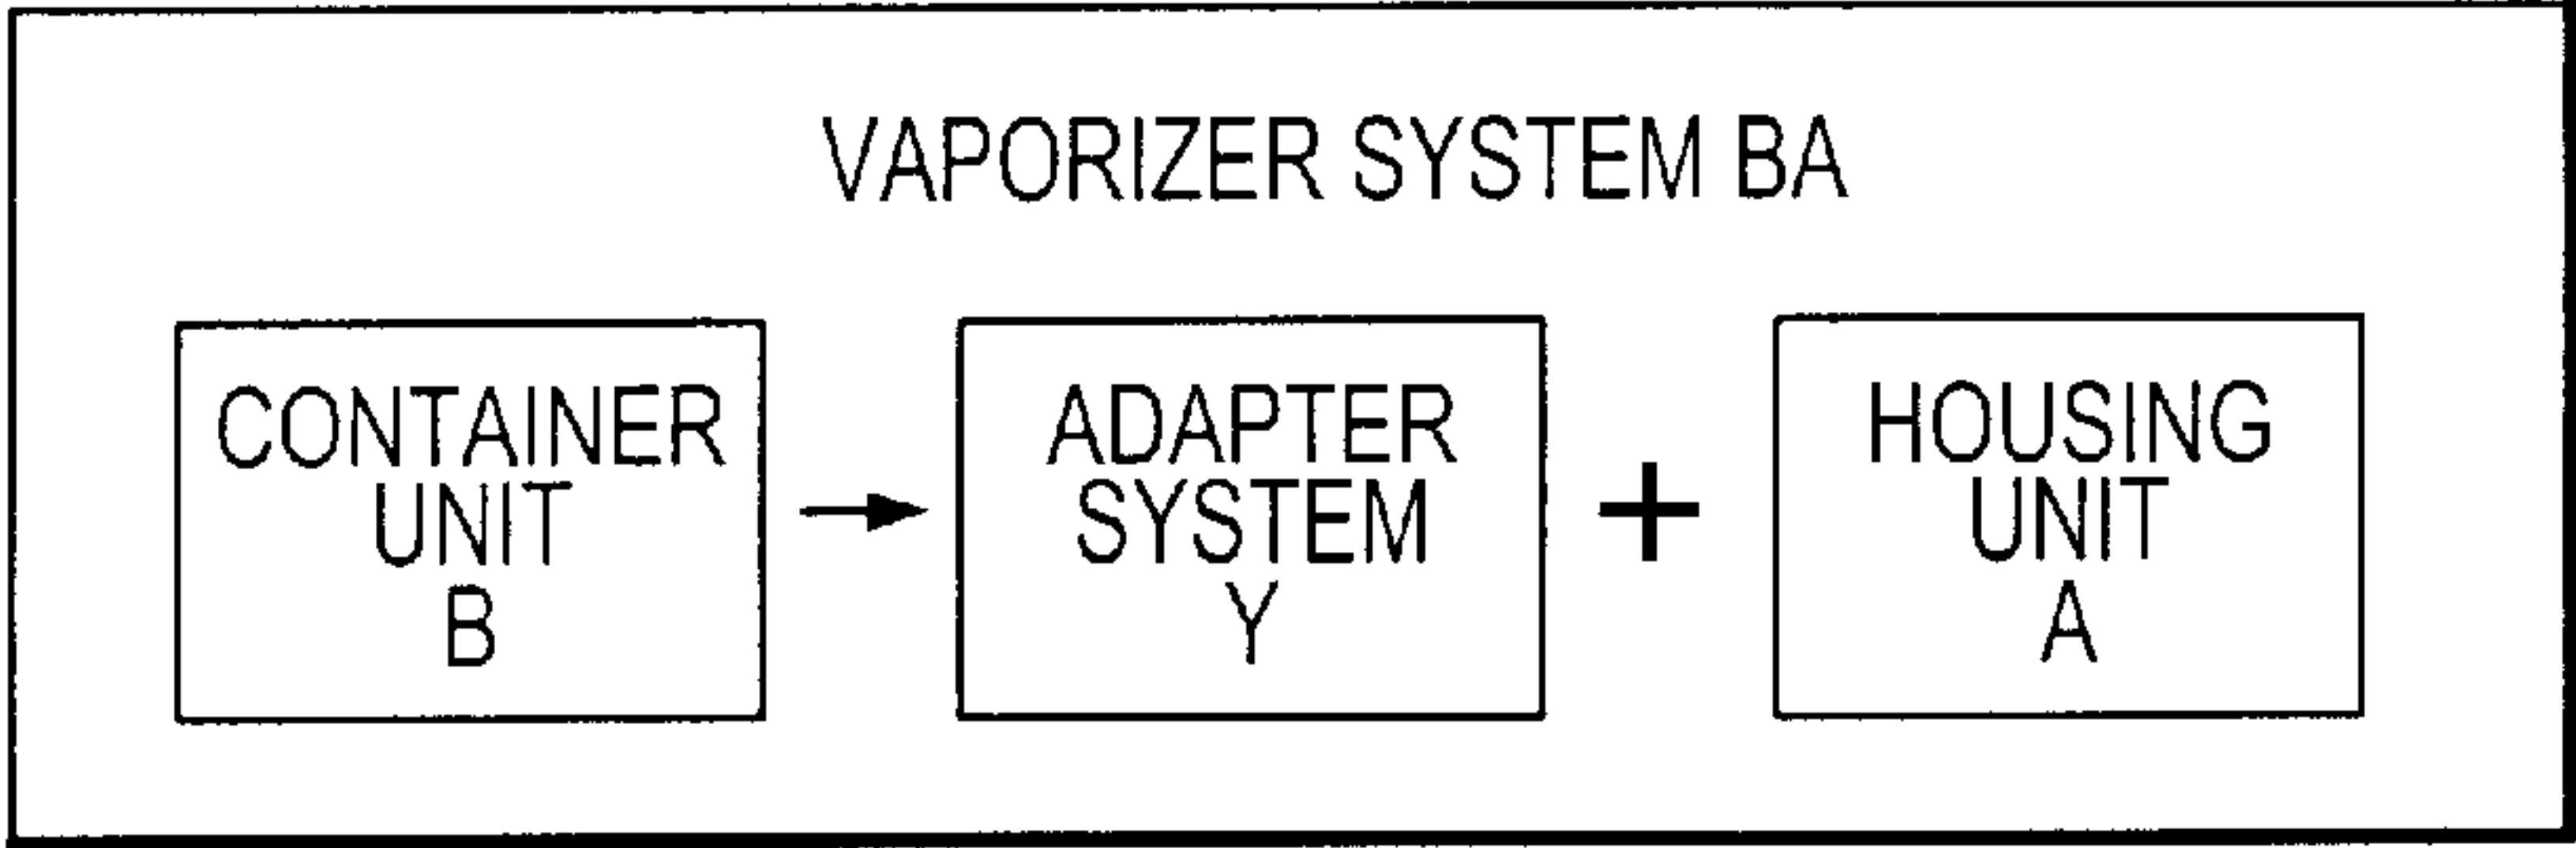 VAPORIZER SYSTEM BA
CONTAINER
UNIT
B
ADAPTER
SYSTEM
Y
+
HOUSING
UNIT
A